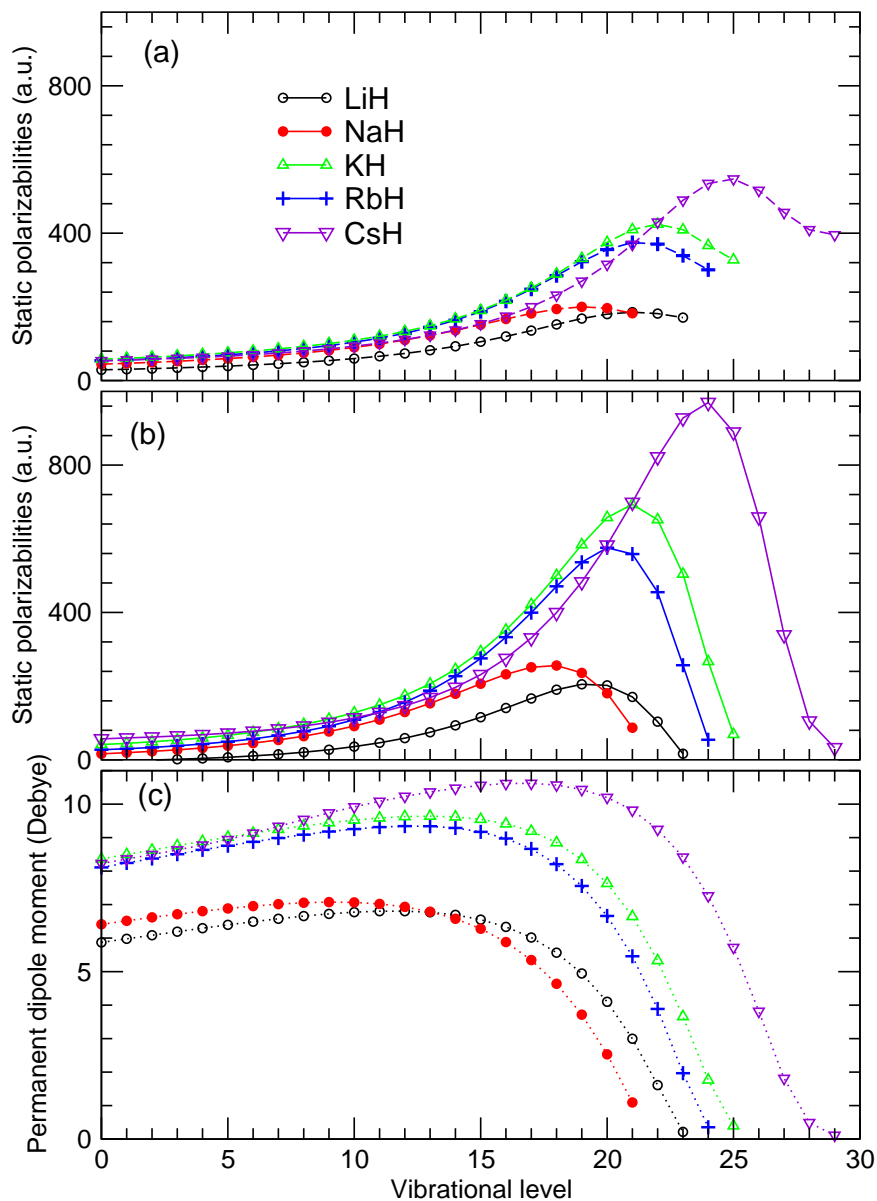 (a)
Static polarizabilities (a.u.)
800
400
0
LiH
NaH
KH
RbH
CsH
(b)
Static polarizabilities (a.u.)
800
400
0
(c)
Permanent dipole moment (Debye)
10
5
0
0 5 10 15 20 25 30
Vibrational level